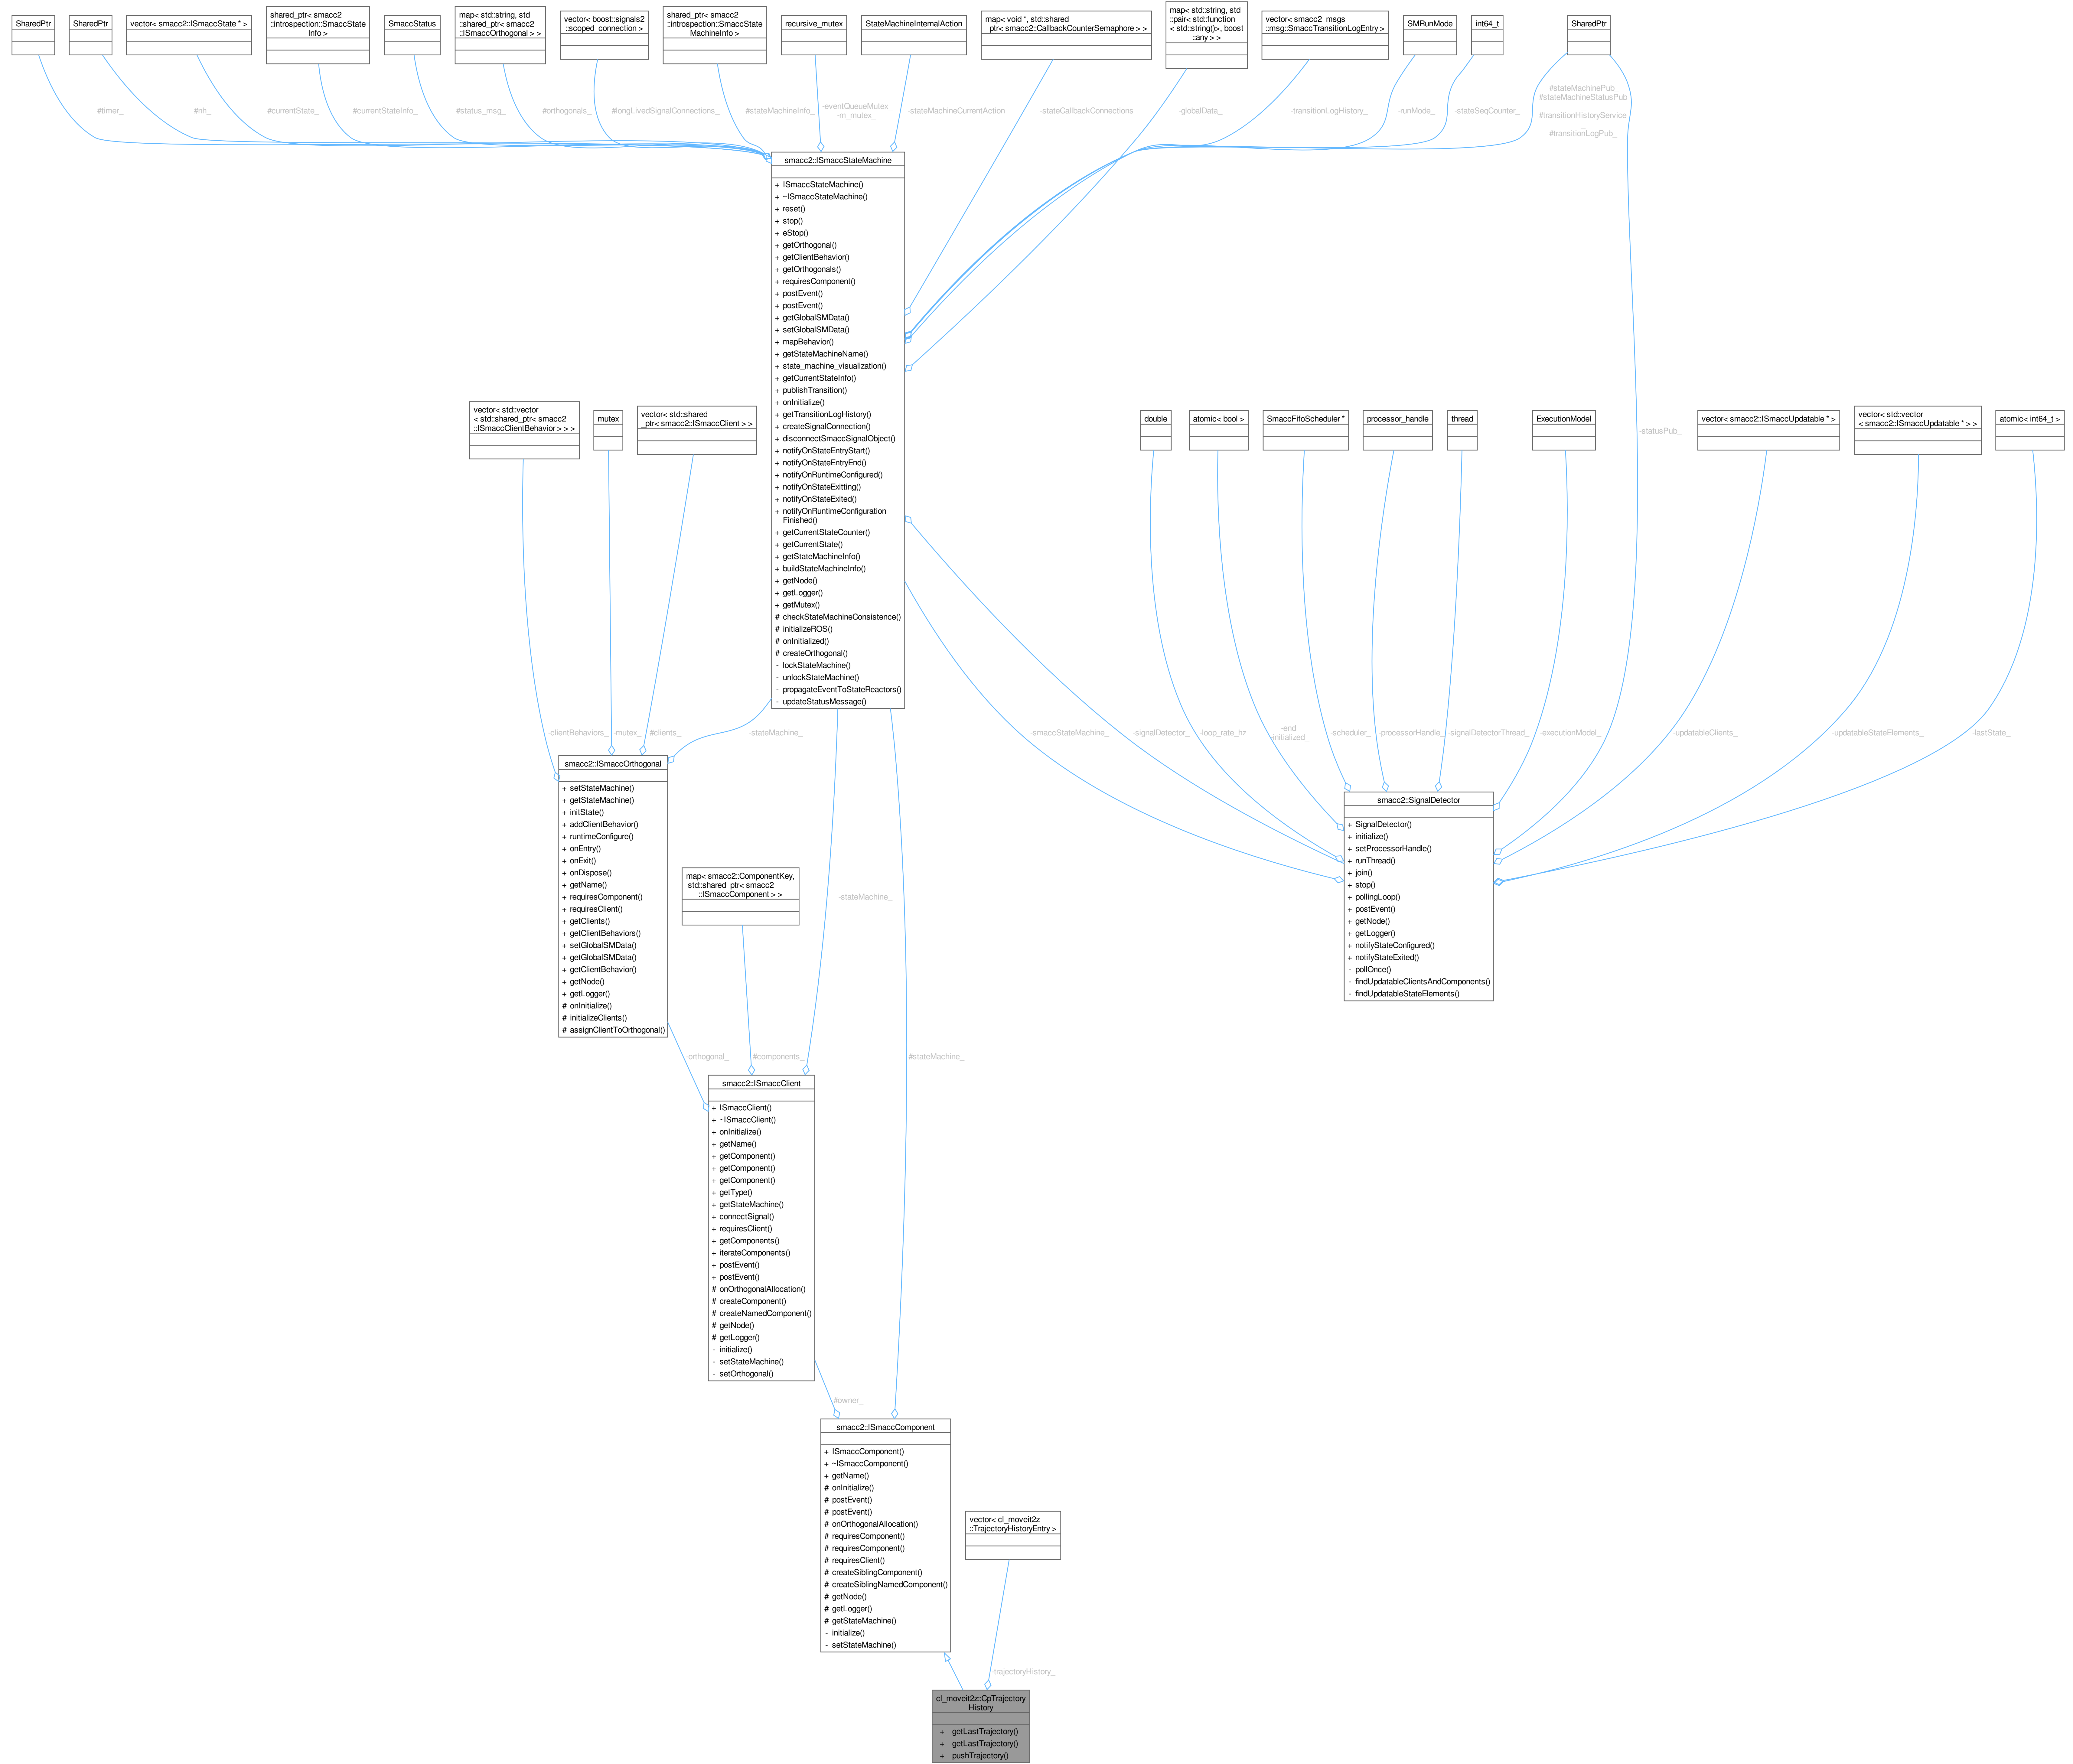 SharedPtr
SharedPtr
vector< smacc2::ISmaccState * >
shared_ptr< smacc2
::introspection::SmaccState
Info >
SmaccStatus
map< std::string, std
::shared_ptr< smacc2
::ISmaccOrthogonal > >
vector< boost::signals2
::scoped_connection >
shared_ptr< smacc2
::introspection::SmaccState
MachineInfo >
recursive_mutex
StateMachineInternalAction
map< void *, std::shared
_ptr< smacc2::CallbackCounterSemaphore > >
map< std::string, std
::pair< std::function
< std::string()>, boost
::any > >
vector< smacc2_msgs
::msg::SmaccTransitionLogEntry >
SMRunMode
int64_t
SharedPtr
#timer_
#nh_
#currentState_
#currentStateInfo_
#status_msg_
#orthogonals_
#longLivedSignalConnections_
#stateMachineInfo_
-eventQueueMutex_
-m_mutex_
-stateMachineCurrentAction
-stateCallbackConnections
-globalData_
-transitionLogHistory_
-runMode_
-stateSeqCounter_
#stateMachinePub_
#stateMachineStatusPub
_
#transitionHistoryService
_
#transitionLogPub_
smacc2::ISmaccStateMachine
+ ISmaccStateMachine()
+ ~ISmaccStateMachine()
+ reset()
+ stop()
+ eStop()
+ getOrthogonal()
+ getClientBehavior()
+ getOrthogonals()
+ requiresComponent()
+ postEvent()
+ postEvent()
+ getGlobalSMData()
+ setGlobalSMData()
+ mapBehavior()
+ getStateMachineName()
+ state_machine_visualization()
+ getCurrentStateInfo()
+ publishTransition()
+ onInitialize()
+ getTransitionLogHistory()
+ createSignalConnection()
+ disconnectSmaccSignalObject()
+ notifyOnStateEntryStart()
+ notifyOnStateEntryEnd()
+ notifyOnRuntimeConfigured()
+ notifyOnStateExitting()
+ notifyOnStateExited()
+ notifyOnRuntimeConfiguration
Finished()
+ getCurrentStateCounter()
+ getCurrentState()
+ getStateMachineInfo()
+ buildStateMachineInfo()
+ getNode()
+ getLogger()
+ getMutex()
# checkStateMachineConsistence()
# initializeROS()
# onInitialized()
# createOrthogonal()
- lockStateMachine()
- unlockStateMachine()
- propagateEventToStateReactors()
- updateStatusMessage()
vector< std::vector
< std::shared_ptr< smacc2
::ISmaccClientBehavior > > >
mutex
vector< std::shared
_ptr< smacc2::ISmaccClient > >
double
atomic< bool >
SmaccFifoScheduler *
processor_handle
thread
ExecutionModel
-statusPub_
vector< smacc2::ISmaccUpdatable * >
vector< std::vector
< smacc2::ISmaccUpdatable * > >
atomic< int64_t >
-clientBehaviors_
-mutex_
#clients_
-stateMachine_
-smaccStateMachine_
-signalDetector_
-loop_rate_hz
-end_
-initialized_
-scheduler_
-processorHandle_
-signalDetectorThread_
-executionModel_
-updatableClients_
-updatableStateElements_
-lastState_
smacc2::ISmaccOrthogonal
+ setStateMachine()
+ getStateMachine()
+ initState()
+ addClientBehavior()
+ runtimeConfigure()
+ onEntry()
+ onExit()
+ onDispose()
+ getName()
+ requiresComponent()
+ requiresClient()
+ getClients()
+ getClientBehaviors()
+ setGlobalSMData()
+ getGlobalSMData()
+ getClientBehavior()
+ getNode()
+ getLogger()
# onInitialize()
# initializeClients()
# assignClientToOrthogonal()
smacc2::SignalDetector
+ SignalDetector()
+ initialize()
+ setProcessorHandle()
+ runThread()
+ join()
+ stop()
+ pollingLoop()
+ postEvent()
+ getNode()
+ getLogger()
+ notifyStateConfigured()
+ notifyStateExited()
- pollOnce()
- findUpdatableClientsAndComponents()
- findUpdatableStateElements()
map< smacc2::ComponentKey,
std::shared_ptr< smacc2
::ISmaccComponent > >
-stateMachine_
-orthogonal_
#components_
#stateMachine_
smacc2::ISmaccClient
+ ISmaccClient()
+ ~ISmaccClient()
+ onInitialize()
+ getName()
+ getComponent()
+ getComponent()
+ getComponent()
+ getType()
+ getStateMachine()
+ connectSignal()
+ requiresClient()
+ getComponents()
+ iterateComponents()
+ postEvent()
+ postEvent()
# onOrthogonalAllocation()
# createComponent()
# createNamedComponent()
# getNode()
# getLogger()
- initialize()
- setStateMachine()
- setOrthogonal()
#owner_
smacc2::ISmaccComponent
+ ISmaccComponent()
+ ~ISmaccComponent()
+ getName()
# onInitialize()
# postEvent()
# postEvent()
# onOrthogonalAllocation()
# requiresComponent()
# requiresComponent()
# requiresClient()
# createSiblingComponent()
# createSiblingNamedComponent()
# getNode()
# getLogger()
# getStateMachine()
- initialize()
- setStateMachine()
vector< cl_moveit2z
::TrajectoryHistoryEntry >
-trajectoryHistory_
cl_moveit2z::CpTrajectory
History
+ getLastTrajectory()
+ getLastTrajectory()
+ pushTrajectory()